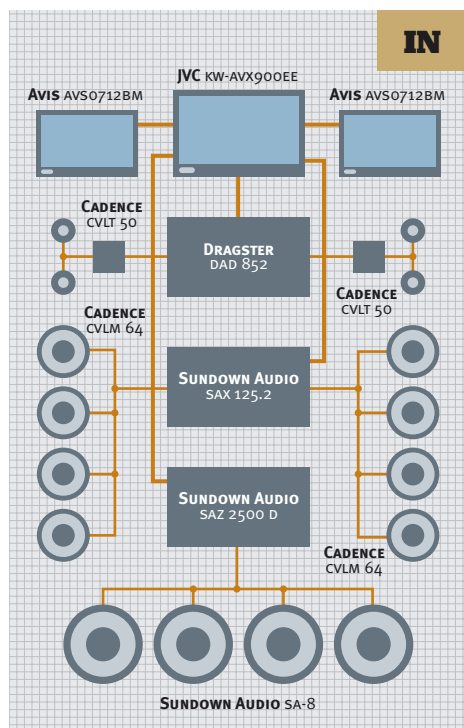 IN
JVC KW-AVX900EE
AVIS AVS0712BM
AVIS AVS0712BM
CADENCE
CVLT 50
DRAGSTER
DAD 852
CADENCE
CVLT 50
CADENCE
CVLM 64
SUNDOWN AUDIO
SAX 125.2
SUNDOWN AUDIO
SAZ 2500 D
CADENCE
CVLM 64
SUNDOWN AUDIO SA-8